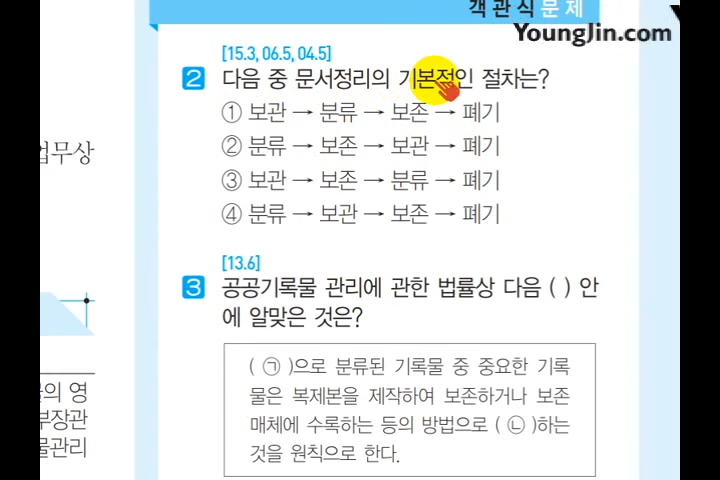 객관식 문제
YoungJin.com
[15.3, 06.5, 04.5]
2 다음 중 문서정리의 기본적인 절차는?
① 보관 → 분류 → 보존 → 폐기
② 분류 → 보존 → 보관 → 폐기
③ 보관 → 보존 → 분류 → 폐기
④ 분류 → 보관 → 보존 → 폐기
[13.6]
3 공공기록물 관리에 관한 법률상 다음 ( ) 안
에 알맞은 것은?
( ㉠ )으로 분류된 기록물 중 중요한 기록
물은 복제본을 제작하여 보존하거나 보존
매체에 수록하는 등의 방법으로 ( ㉡ )하는
것을 원칙으로 한다.
업무상
의 영
부장관
물관리